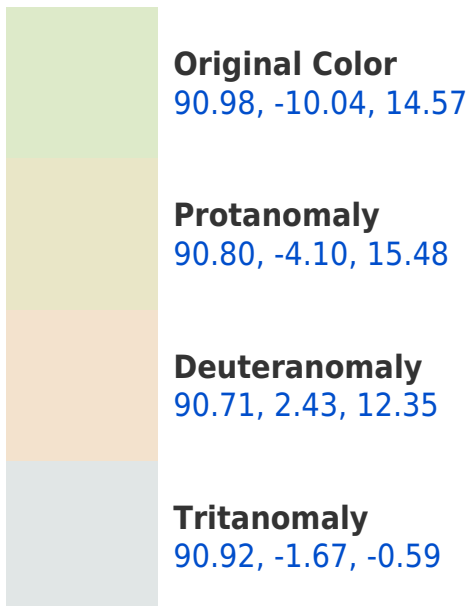 Original Color
90.98, -10.04, 14.57
Protanomaly
90.80, -4.10, 15.48
Deuteranomaly
90.71, 2.43, 12.35
Tritanomaly
90.92, -1.67, -0.59